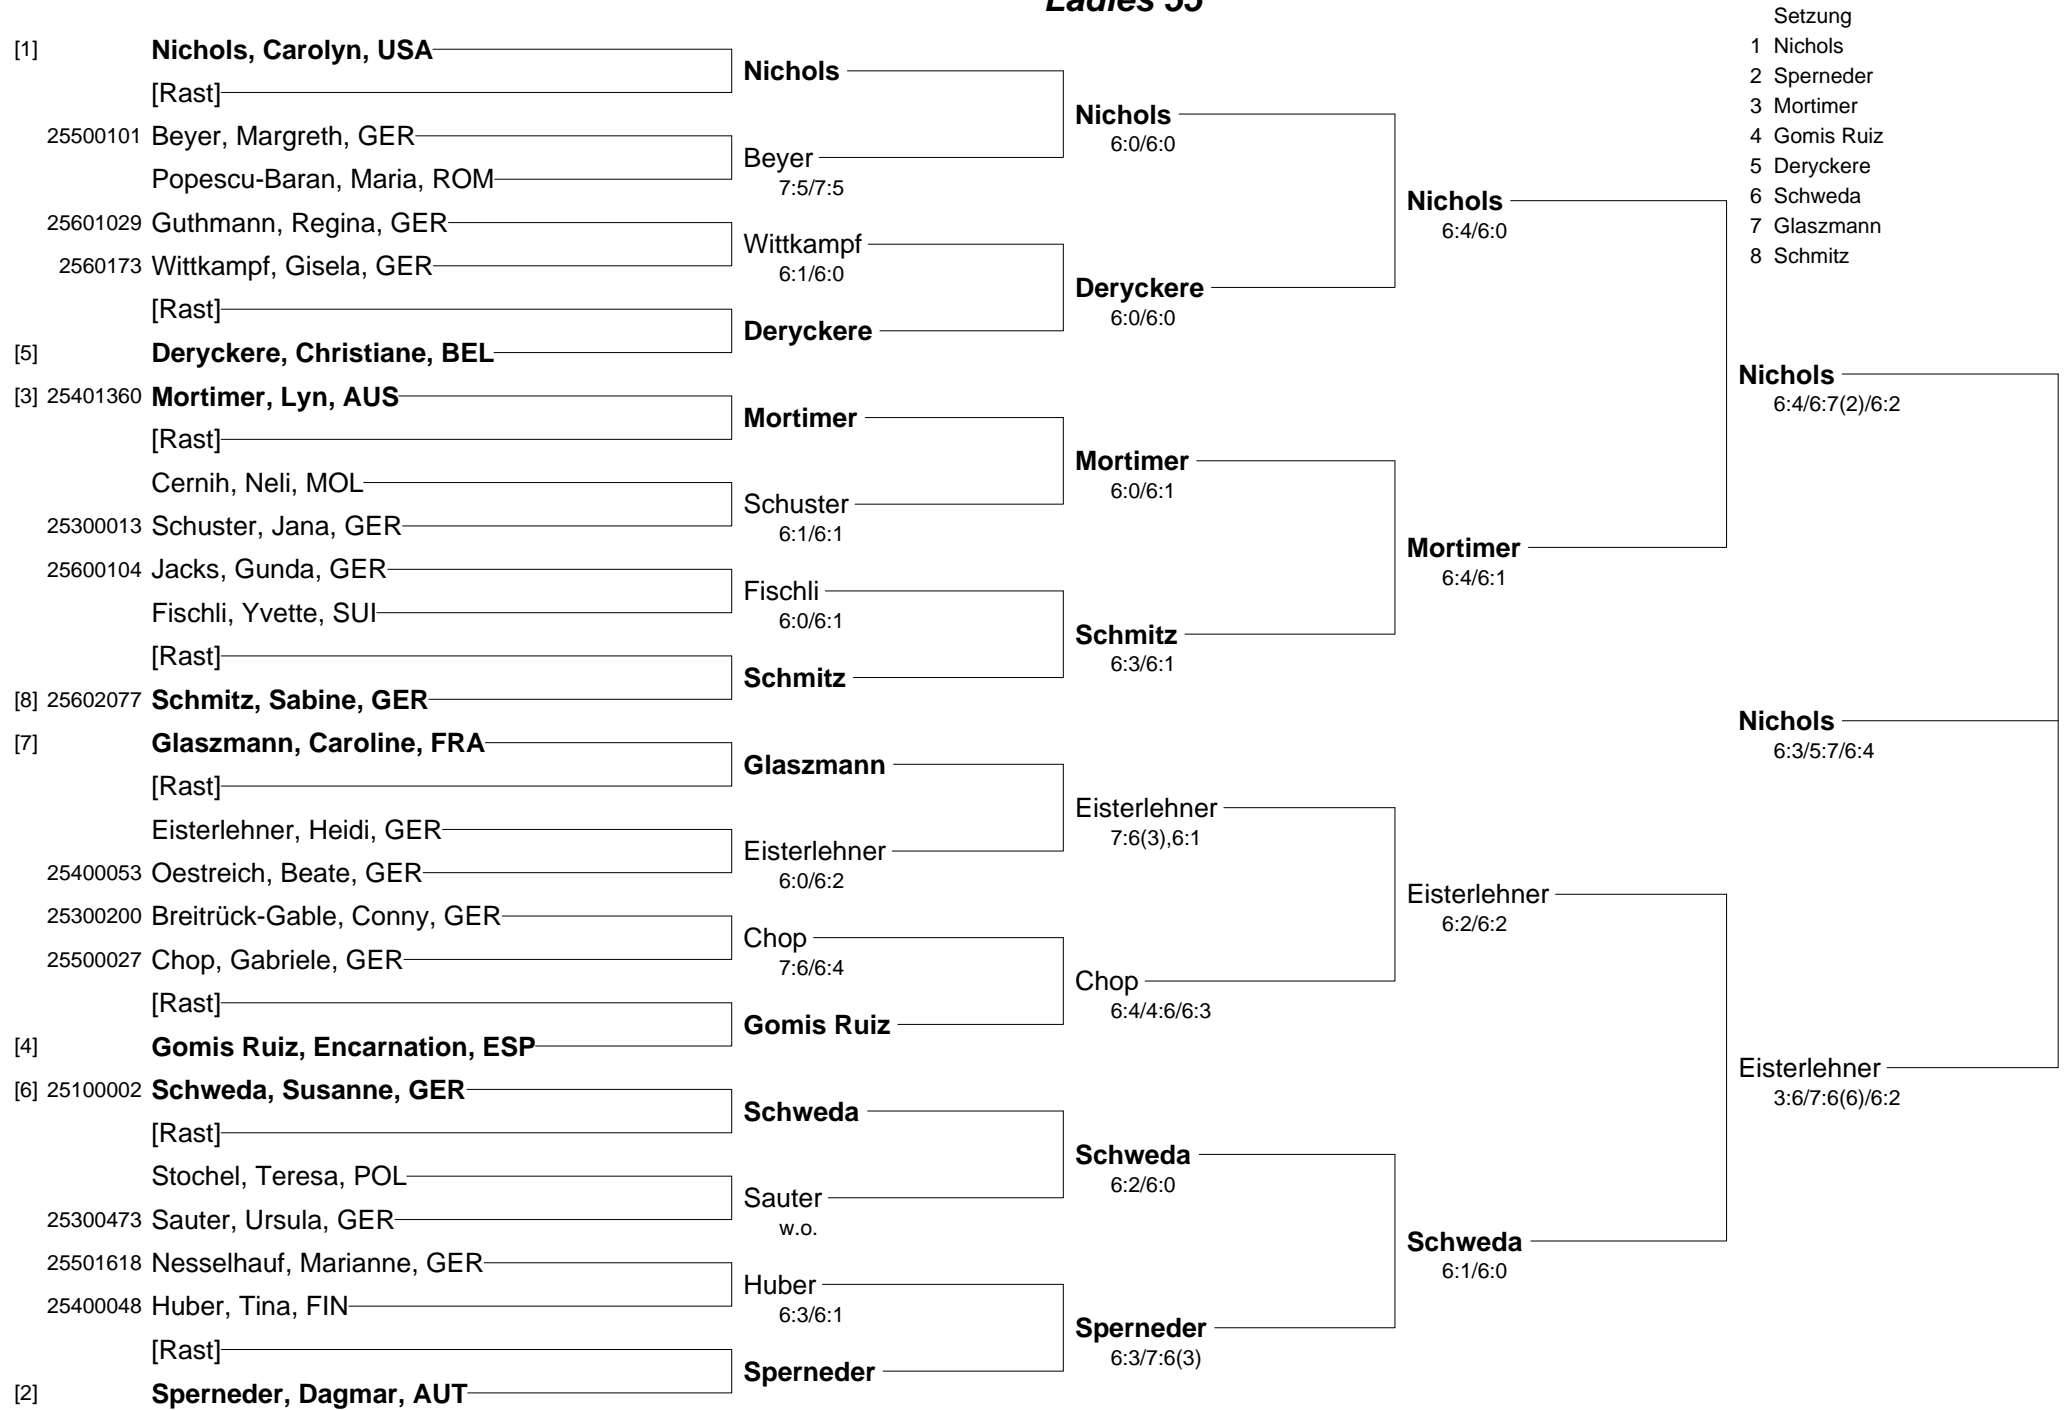 Ladies 55
Setzung
1 Nichols
2 Sperneder
3 Mortimer
4 Gomis Ruiz
5 Deryckere
6 Schweda
7 Glaszmann
8 Schmitz
[1] Nichols, Carolyn, USA
[Rast]
25500101 Beyer, Margreth, GER
Popescu-Baran, Maria, ROM
25601029 Guthmann, Regina, GER
2560173 Wittkampf, Gisela, GER
[Rast]
[5] Deryckere, Christiane, BEL
[3] 25401360 Mortimer, Lyn, AUS
[Rast]
Cernih, Neli, MOL
25300013 Schuster, Jana, GER
25600104 Jacks, Gunda, GER
Fischli, Yvette, SUI
[Rast]
[8] 25602077 Schmitz, Sabine, GER
[7] Glaszmann, Caroline, FRA
[Rast]
Eisterlehner, Heidi, GER
25400053 Oestreich, Beate, GER
25300200 Breitrück-Gable, Conny, GER
25500027 Chop, Gabriele, GER
[Rast]
[4] Gomis Ruiz, Encarnation, ESP
[6] 25100002 Schweda, Susanne, GER
[Rast]
Stochel, Teresa, POL
25300473 Sauter, Ursula, GER
25501618 Nesselhauf, Marianne, GER
25400048 Huber, Tina, FIN
[Rast]
[2] Sperneder, Dagmar, AUT
Nichols
Beyer
7:5/7:5
Wittkampf
6:1/6:0
Deryckere
Mortimer
Schuster
6:1/6:1
Fischli
6:0/6:1
Schmitz
Glaszmann
Eisterlehner
6:0/6:2
Chop
7:6/6:4
Gomis Ruiz
Schweda
Sauter
w.o.
Huber
6:3/6:1
Sperneder
Nichols
6:0/6:0
Deryckere
6:0/6:0
Mortimer
6:0/6:1
Schmitz
6:3/6:1
Eisterlehner
7:6(3),6:1
Chop
6:4/4:6/6:3
Schweda
6:2/6:0
Sperneder
6:3/7:6(3)
Nichols
6:4/6:0
Mortimer
6:4/6:1
Eisterlehner
6:2/6:2
Schweda
6:1/6:0
Nichols
6:4/6:7(2)/6:2
Nichols
6:3/5:7/6:4
Eisterlehner
3:6/7:6(6)/6:2